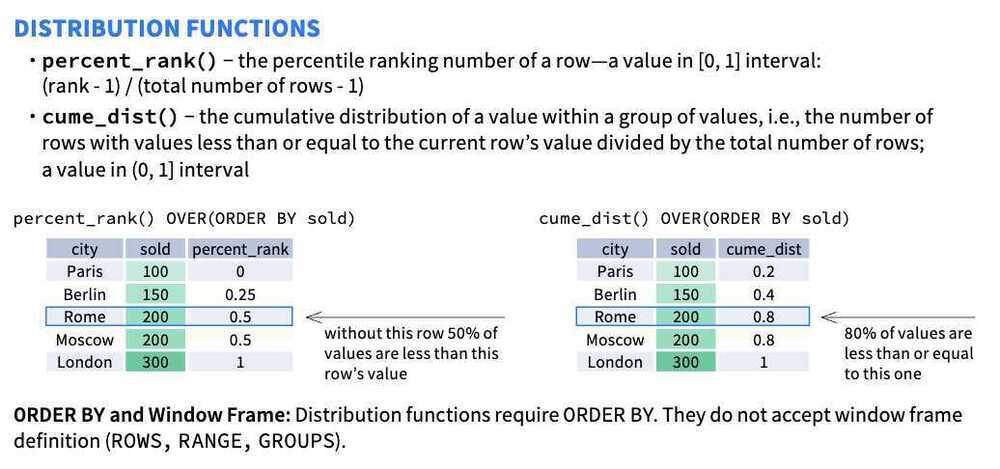 DISTRIBUTION FUNCTIONS
• percent_rank() – the percentile ranking number of a row—a value in [0, 1] interval:
(rank - 1) / (total number of rows - 1)
• cume_dist() – the cumulative distribution of a value within a group of values, i.e., the number of
rows with values less than or equal to the current row’s value divided by the total number of rows;
a value in (0, 1] interval
percent_rank() OVER(ORDER BY sold)
city sold percent_rank
Paris 100 0
Berlin 150 0.25
Rome 200 0.5
Moscow 200 0.5
London 300 1
without this row 50% of
values are less than this
row’s value
cume_dist() OVER(ORDER BY sold)
city sold cume_dist
Paris 100 0.2
Berlin 150 0.4
Rome 200 0.8
Moscow 200 0.8
London 300 1
80% of values are
less than or equal
to this one
ORDER BY and Window Frame: Distribution functions require ORDER BY. They do not accept window frame
definition (ROWS, RANGE, GROUPS).